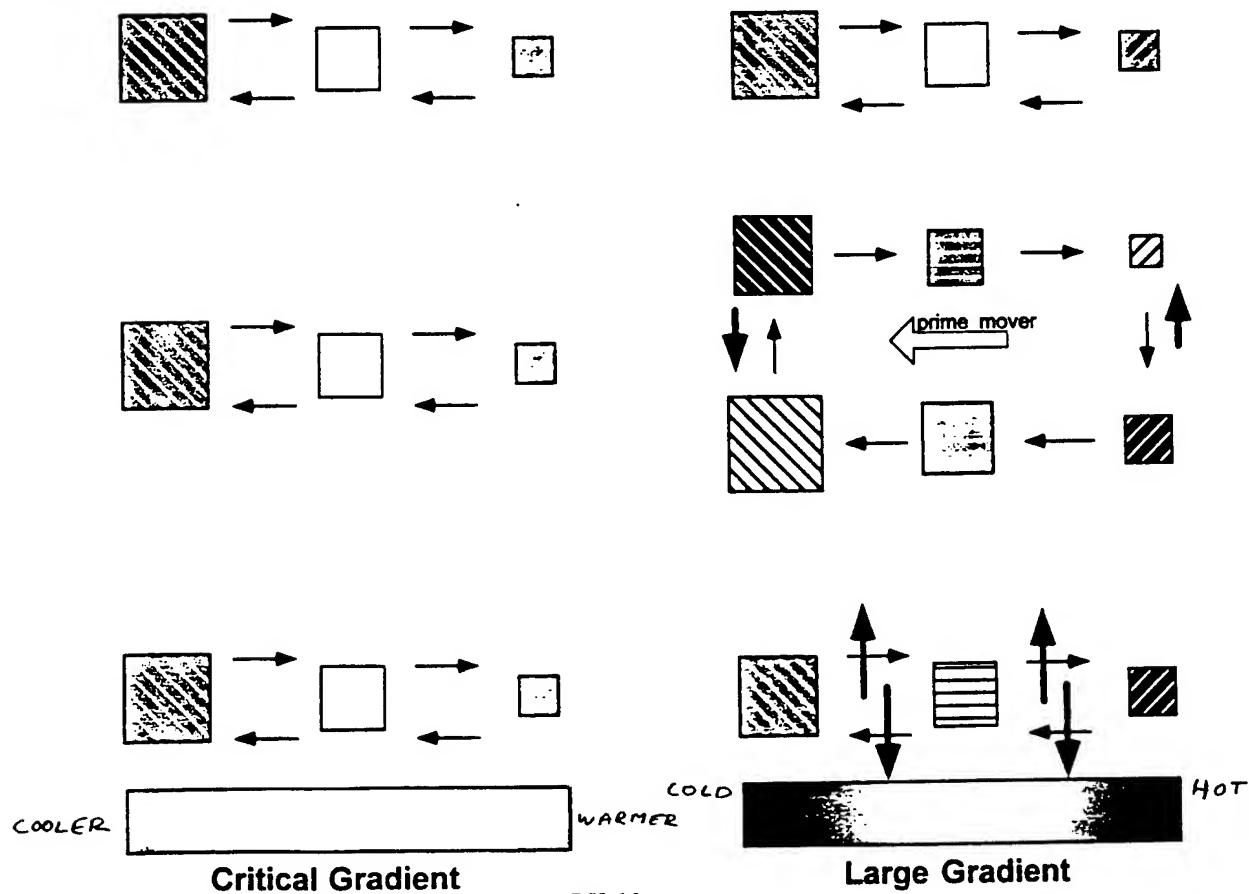 prime mover
COLD
HOT
COOLER
WARMER
Critical Gradient
Large Gradient